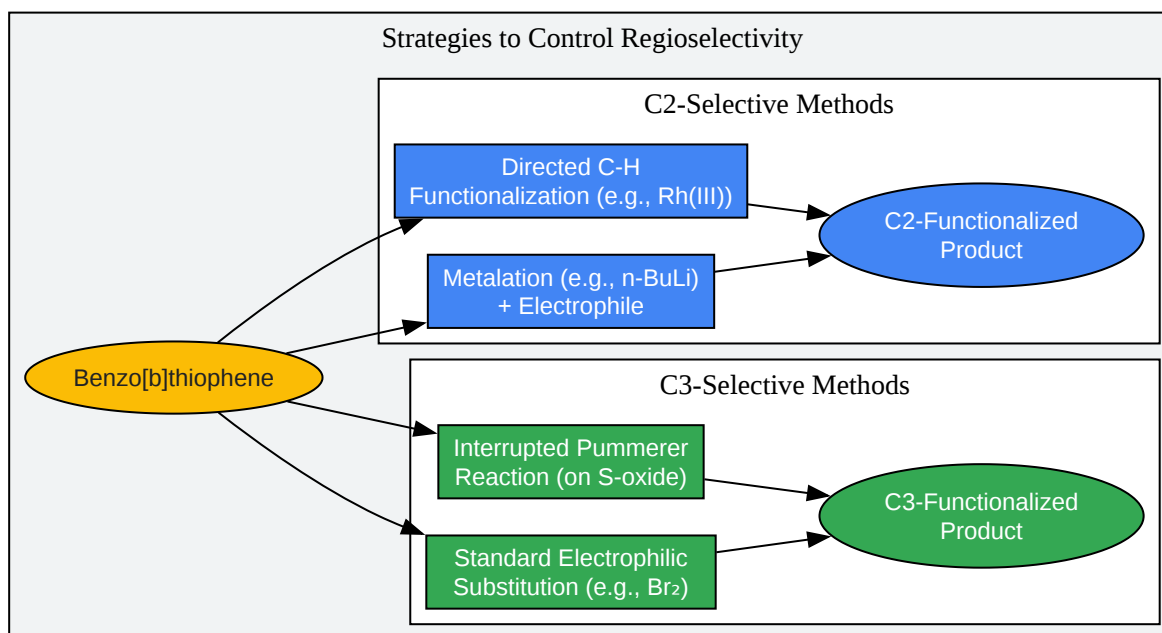 Strategies to Control Regioselectivity
C2-Selective Methods
Directed C-H
Functionalization (e.g., Rh(III))
Metalation (e.g., n-BuLi)
+ Electrophile
C2-Functionalized
Product
Benzo[b]thiophene
C3-Selective Methods
Interrupted Pummerer
Reaction (on S-oxide)
Standard Electrophilic
Substitution (e.g., Br₂)
C3-Functionalized
Product